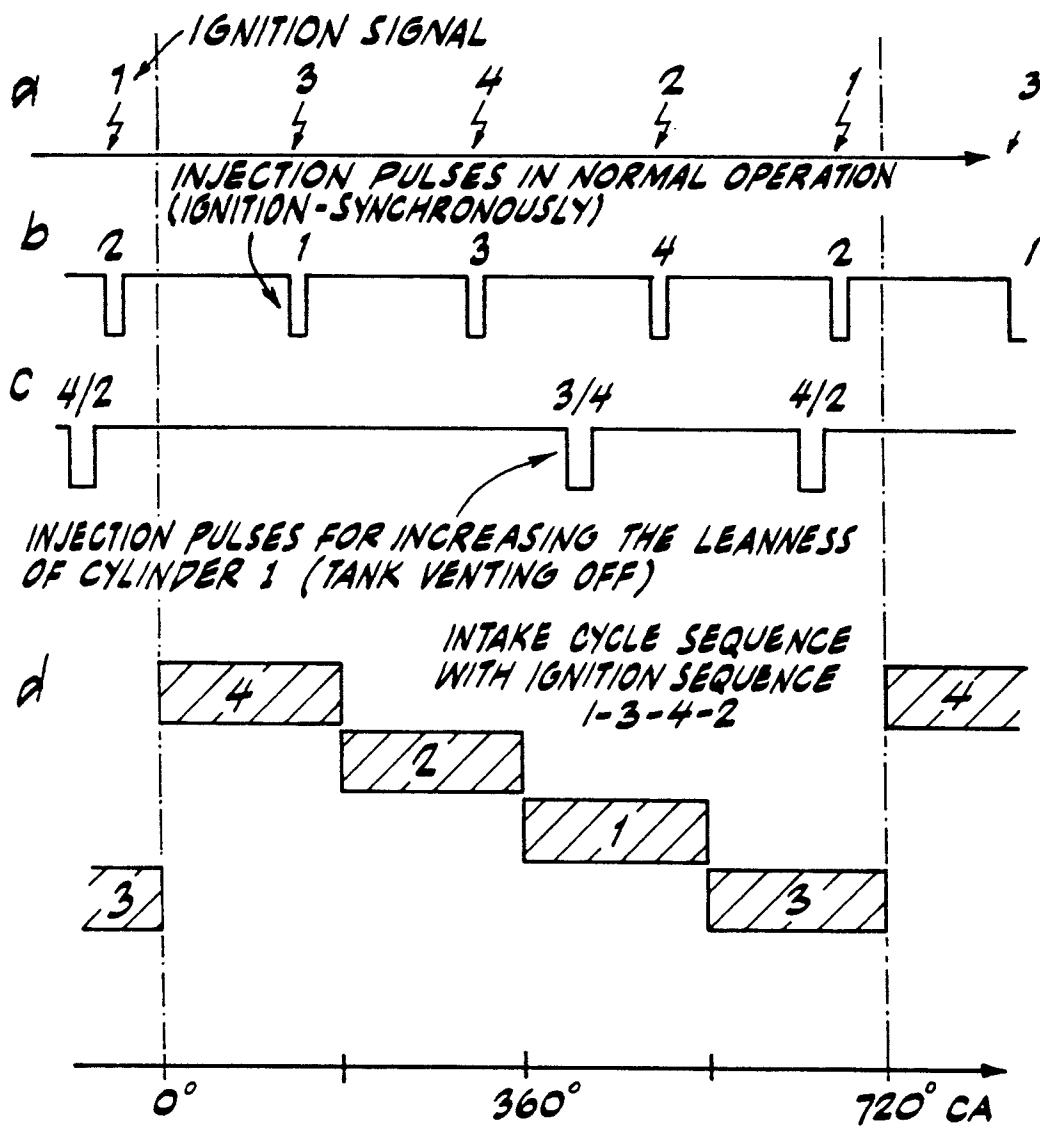 IGNITION SIGNAL
a 1 3 4 2 1 3
INJECTION PULSES IN NORMAL OPERATION
(IGNITION-SYNCHRONOUSLY)
b 2 1 3 4 2 1
c 4/2 3/4 4/2
INJECTION PULSES FOR INCREASING THE LEANNESS
OF CYLINDER 1 (TANK VENTING OFF)
INTAKE CYCLE SEQUENCE
WITH IGNITION SEQUENCE
1-3-4-2
d 4 4
2
1
3 3
0° 360° 720° CA